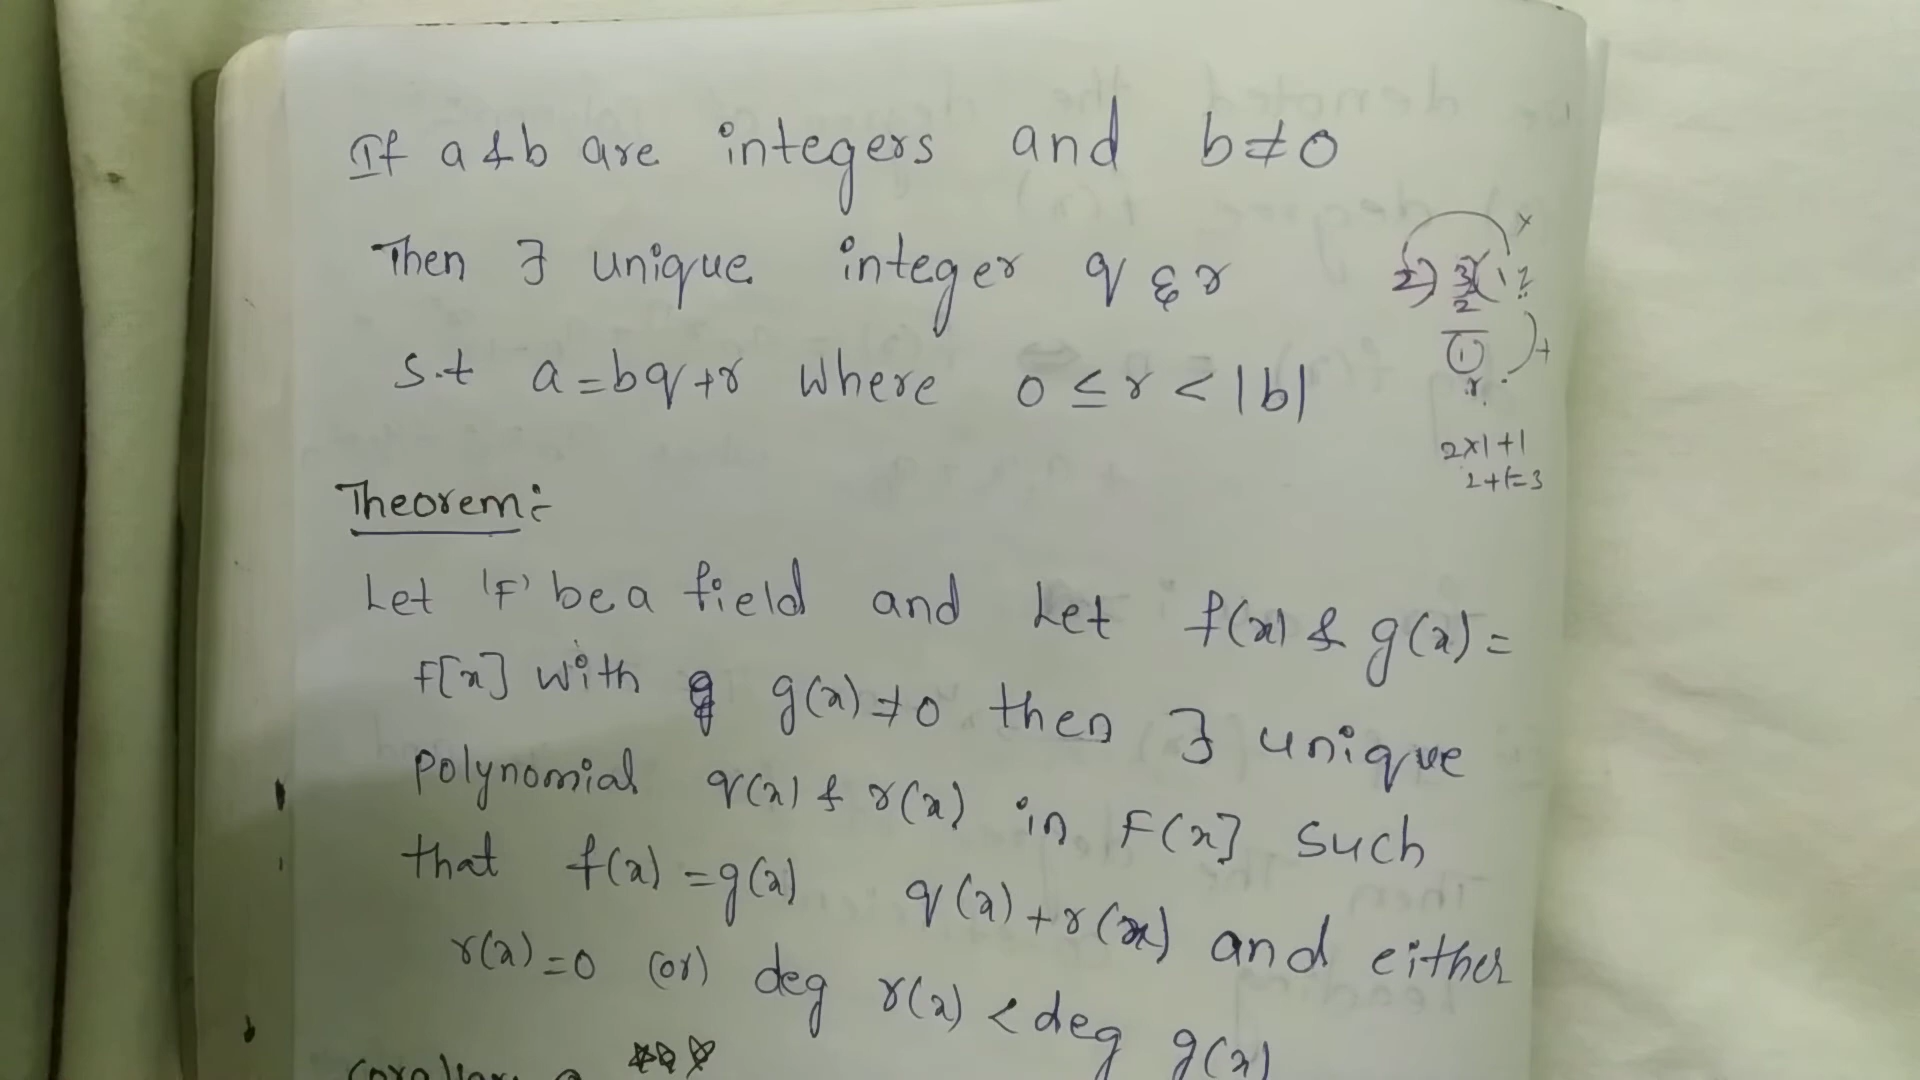 If a & b are integers and b≠0
Then ∃ unique integer q & r
s.t a=bq+r where 0 ≤ r < |b|
2) 3 ( 1
2
1
r
2x1+1
2+1=3
Theorem:-
Let 'F' be a field and Let f(x) & g(x) =
F[x] with g(x)≠0 then ∃ unique
polynomial q(x) & r(x) in F(x] such
that f(x) =g(x) q(x)+r(x) and either
r(x)=0 (or) deg r(x) < deg g(x)